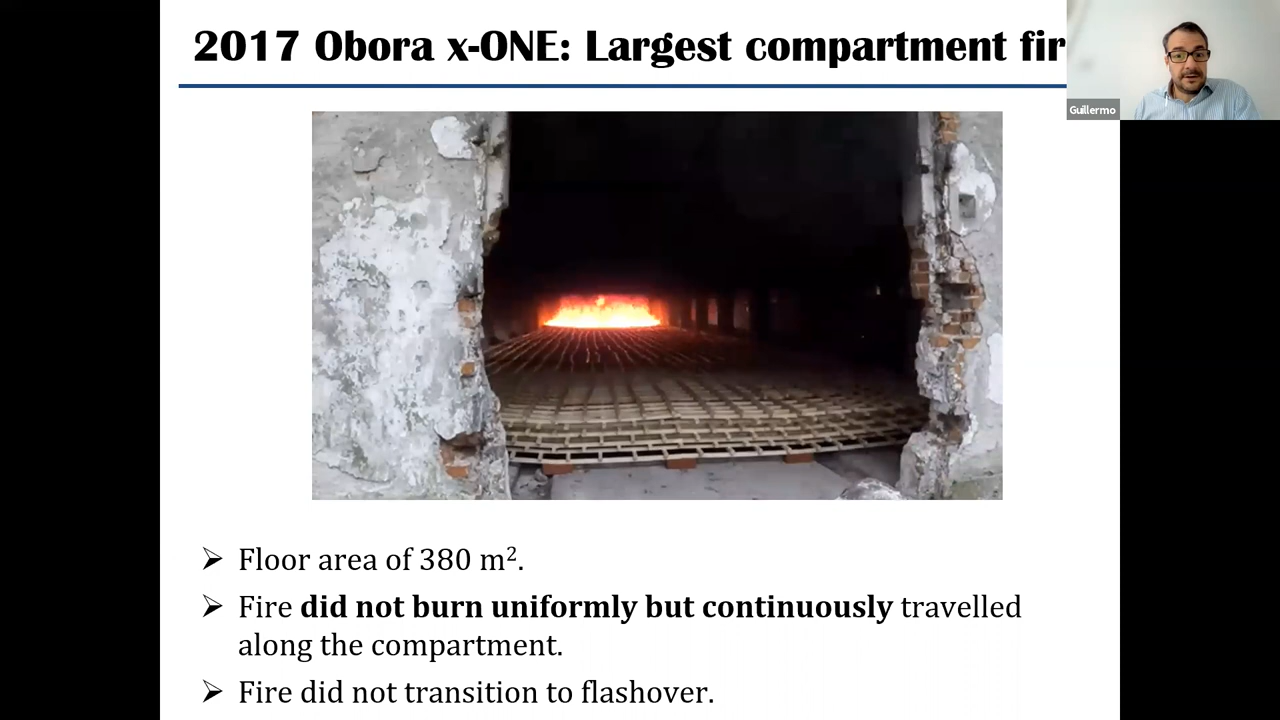 2017 Obora x-ONE: Largest compartment fir
Guillermo
➢ Floor area of 380 m².
➢ Fire did not burn uniformly but continuously travelled
along the compartment.
➢ Fire did not transition to flashover.